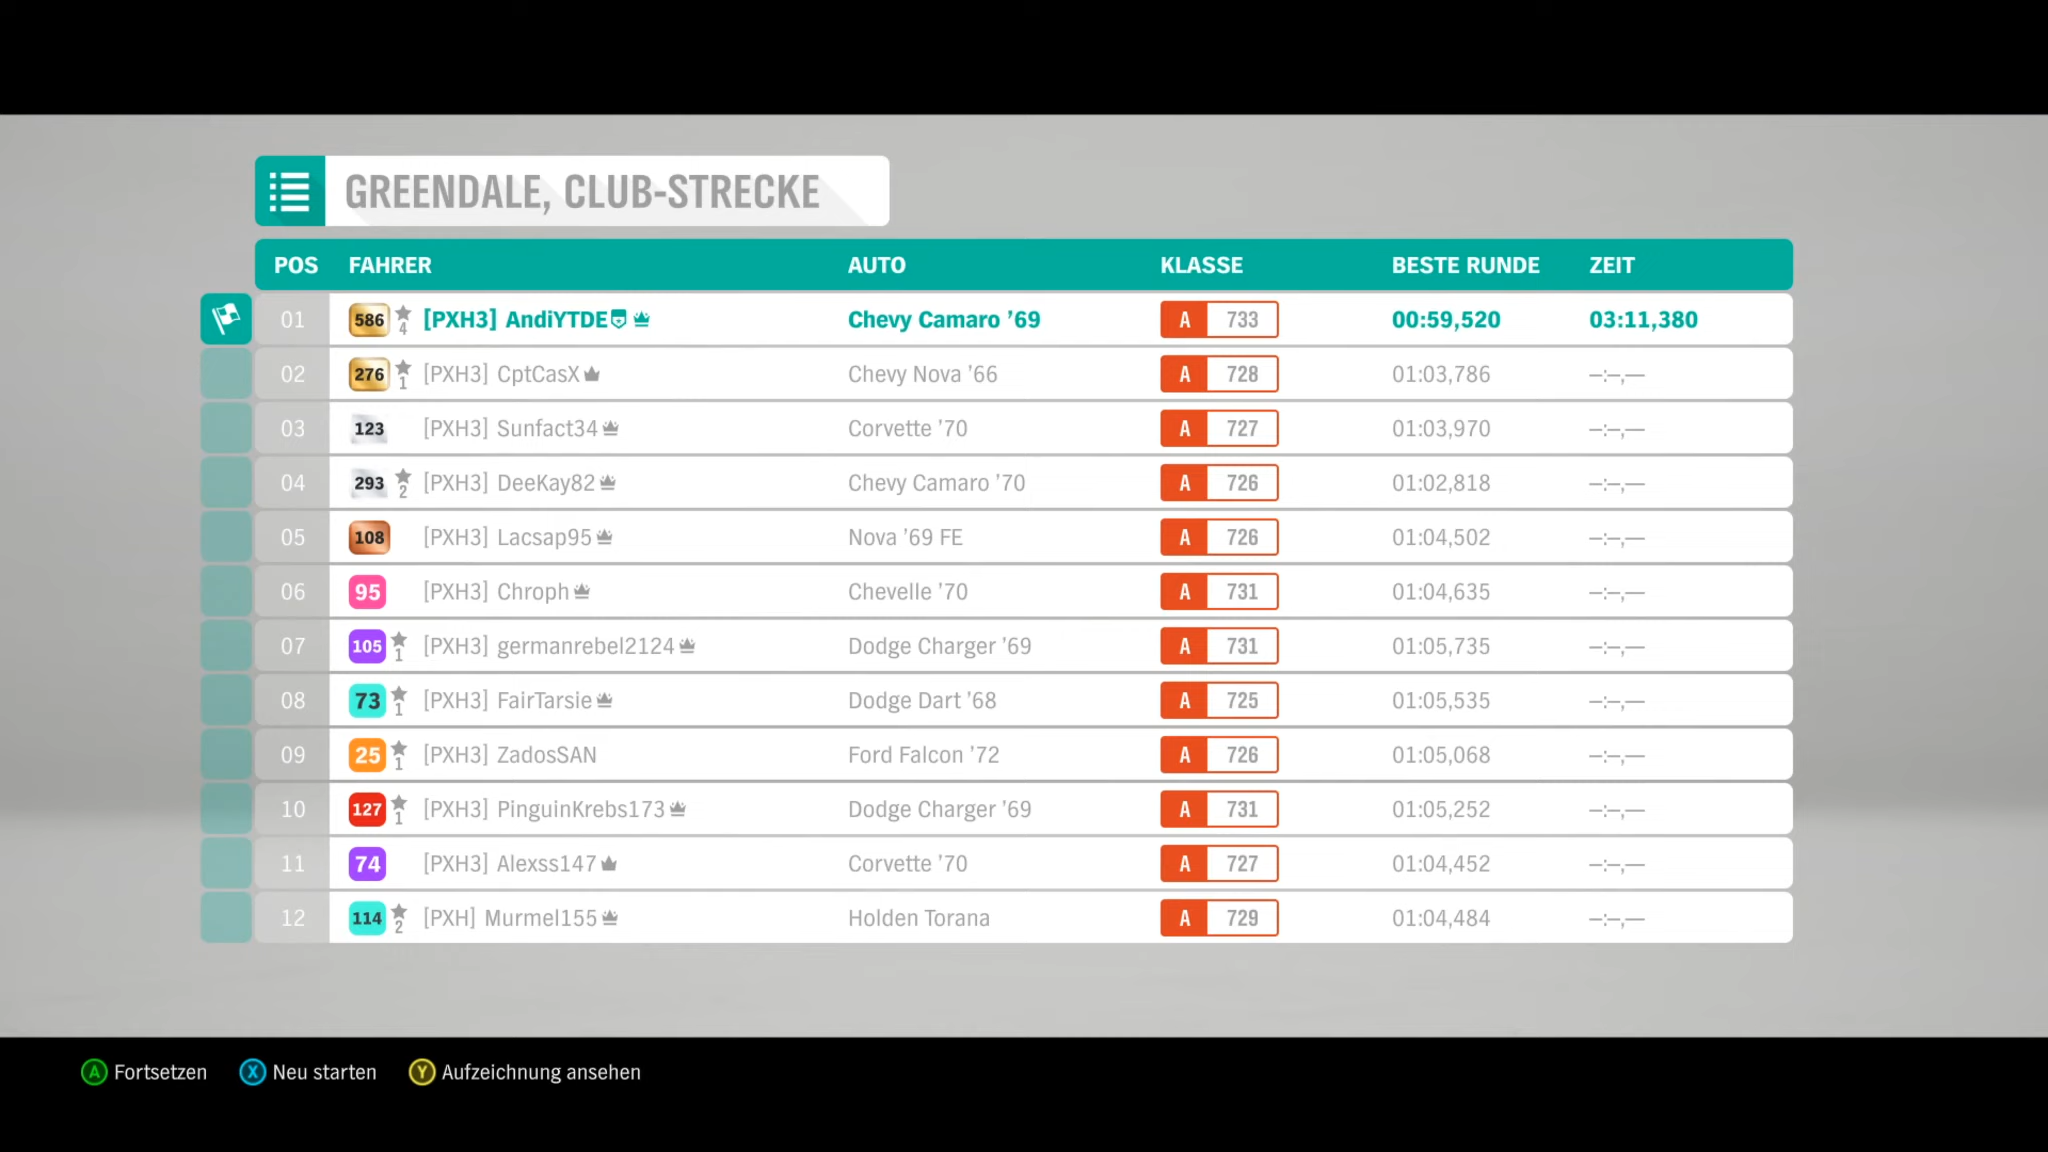 GREENDALE, CLUB-STRECKE
POS FAHRER AUTO KLASSE BESTE RUNDE ZEIT
01 586 4 [PXH3] AndiYTDE Chevy Camaro ’69 A 733 00:59,520 03:11,380
02 276 1 [PXH3] CptCasX Chevy Nova ’66 A 728 01:03,786 –:–,––
03 123 [PXH3] Sunfact34 Corvette ’70 A 727 01:03,970 –:–,––
04 293 2 [PXH3] DeeKay82 Chevy Camaro ’70 A 726 01:02,818 –:–,––
05 108 [PXH3] Lacsap95 Nova ’69 FE A 726 01:04,502 –:–,––
06 95 [PXH3] Chroph Chevelle ’70 A 731 01:04,635 –:–,––
07 105 1 [PXH3] germanrebel2124 Dodge Charger ’69 A 731 01:05,735 –:–,––
08 73 1 [PXH3] FairTarsie Dodge Dart ’68 A 725 01:05,535 –:–,––
09 25 1 [PXH3] ZadosSAN Ford Falcon ’72 A 726 01:05,068 –:–,––
10 127 1 [PXH3] PinguinKrebs173 Dodge Charger ’69 A 731 01:05,252 –:–,––
11 74 [PXH3] Alexss147 Corvette ’70 A 727 01:04,452 –:–,––
12 114 2 [PXH] Murmel155 Holden Torana A 729 01:04,484 –:–,––
A Fortsetzen X Neu starten Y Aufzeichnung ansehen